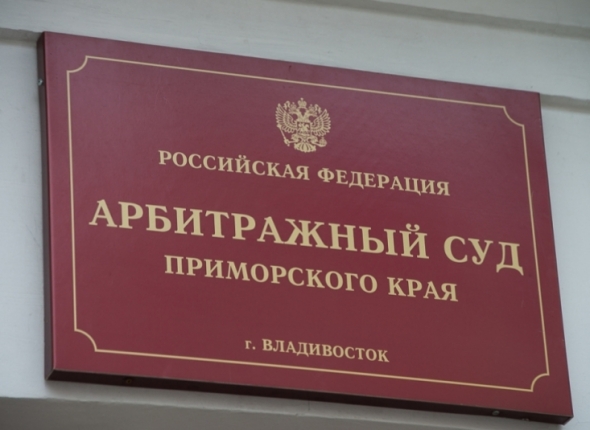 РОССИЙСКАЯ ФЕДЕРАЦИЯ
АРБИТРАЖНЫЙ СУД
ПРИМОРСКОГО КРАЯ
г. ВЛАДИВОСТОК